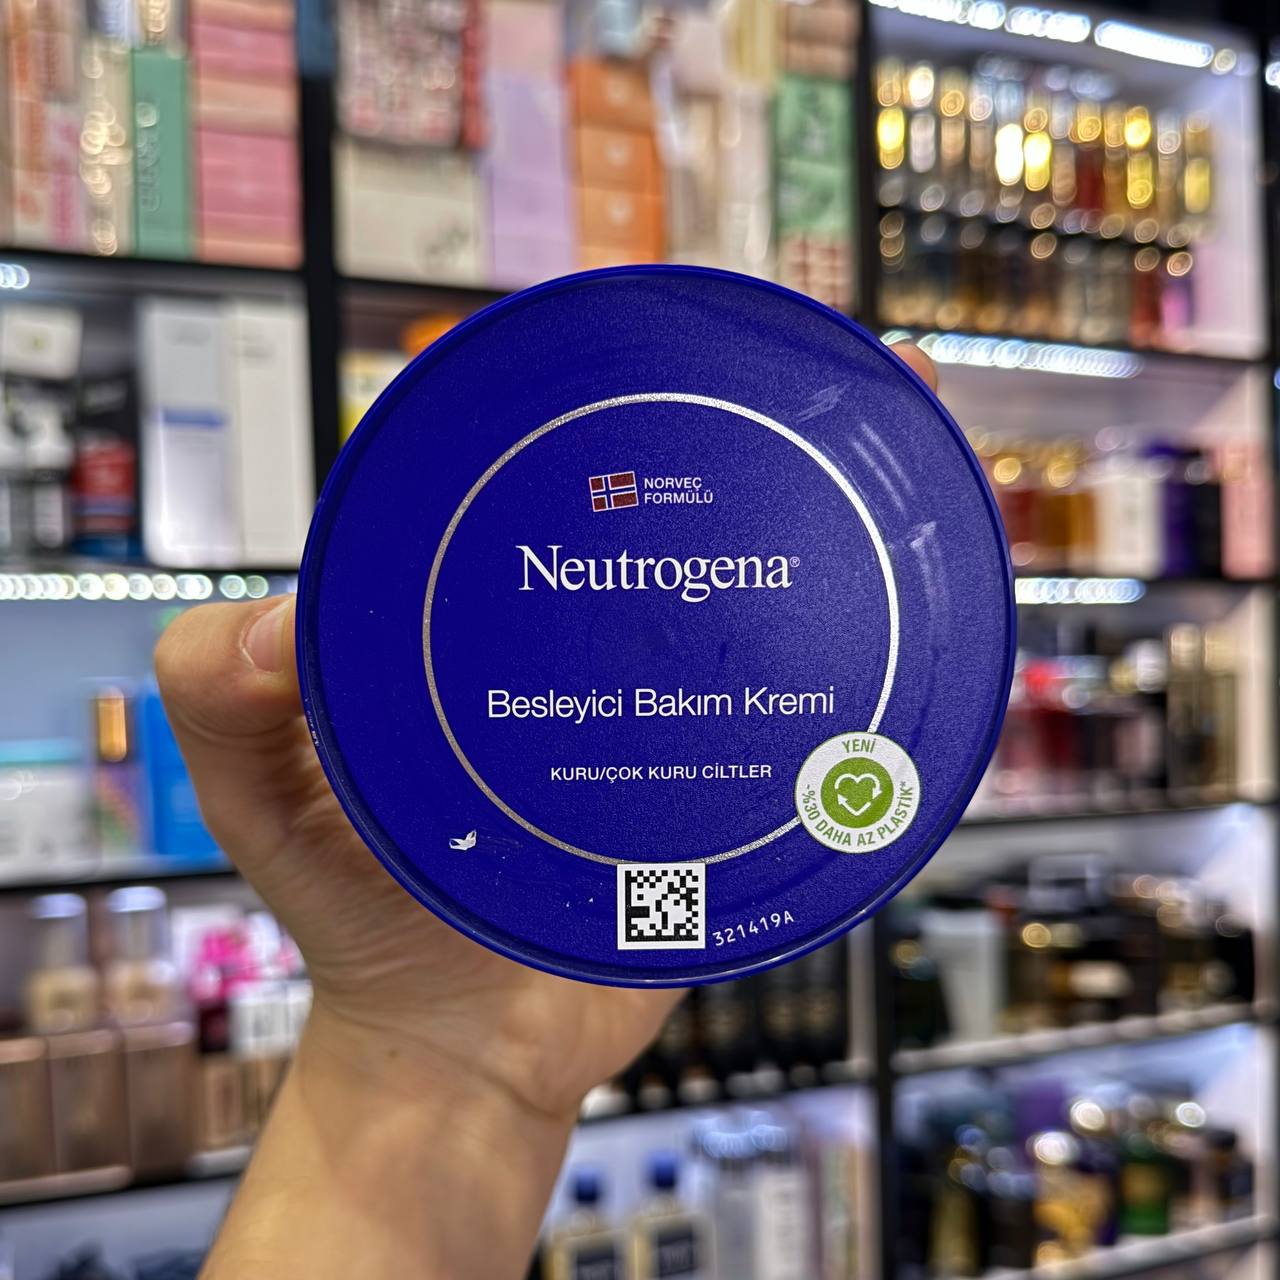 NORVEÇ
FORMÜLÜ
Neutrogena®
Besleyici Bakım Kremi
KURU/ÇOK KURU CİLTLER
YENİ
-%30 DAHA AZ PLASTİK*
321419A